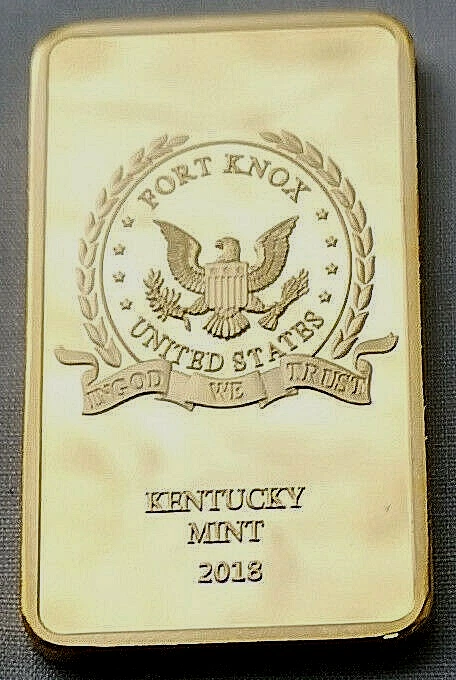 FORT KNOX
UNITED STATES
IN GOD WE TRUST
KENTUCKY
MINT
2018